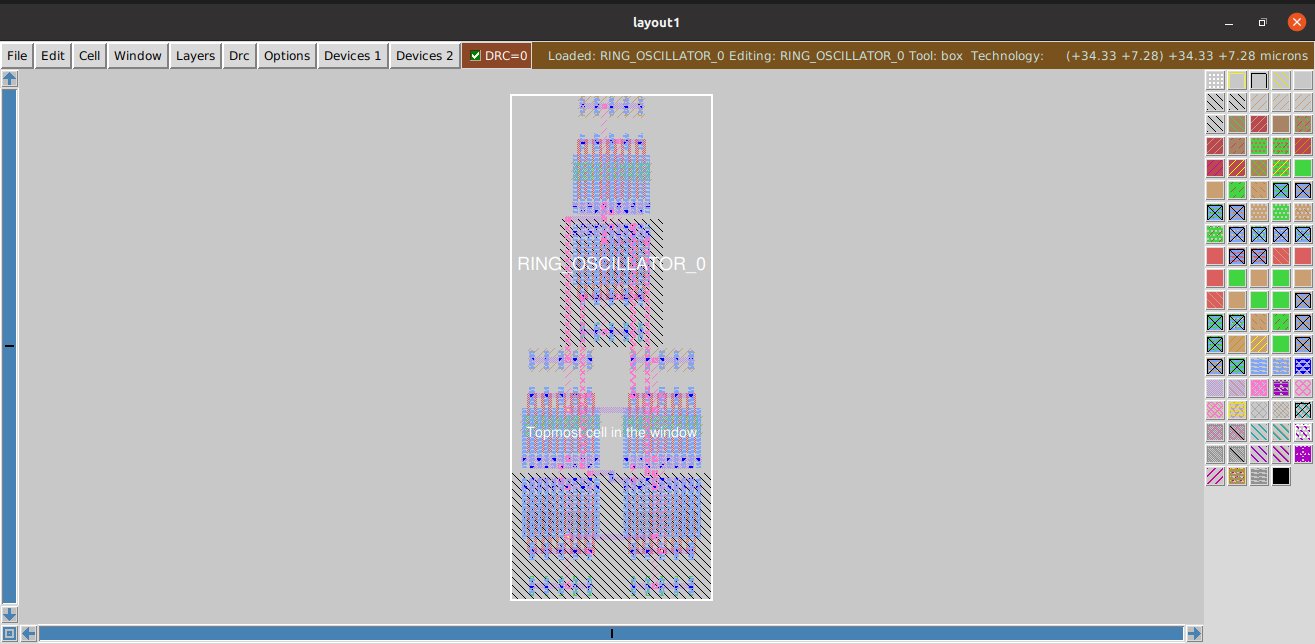 layout1
File Edit Cell Window Layers Drc Options Devices 1 Devices 2 DRC=0 Loaded: RING_OSCILLATOR_0 Editing: RING_OSCILLATOR_0 Tool: box Technology: (+34.33 +7.28) +34.33 +7.28 microns
RING_OSCILLATOR_0
Topmost cell in the window